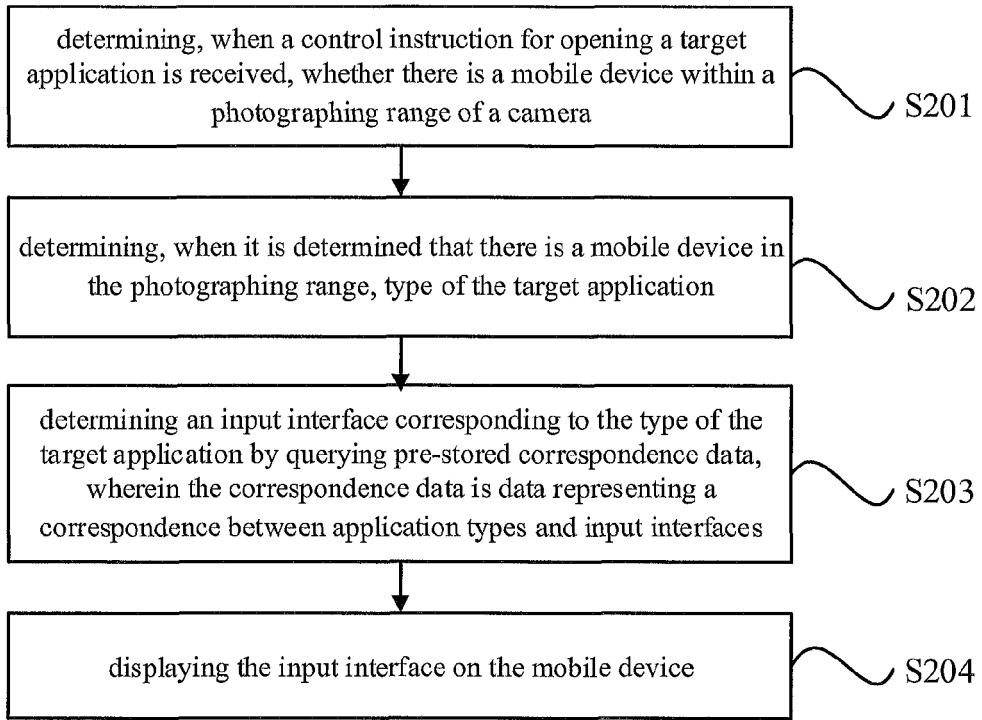 determining, when a control instruction for opening a target
application is received, whether there is a mobile device within a
photographing range of a camera
S201
determining, when it is determined that there is a mobile device in
the photographing range, type of the target application
S202
determining an input interface corresponding to the type of the
target application by querying pre-stored correspondence data,
wherein the correspondence data is data representing a
correspondence between application types and input interfaces
S203
displaying the input interface on the mobile device
S204